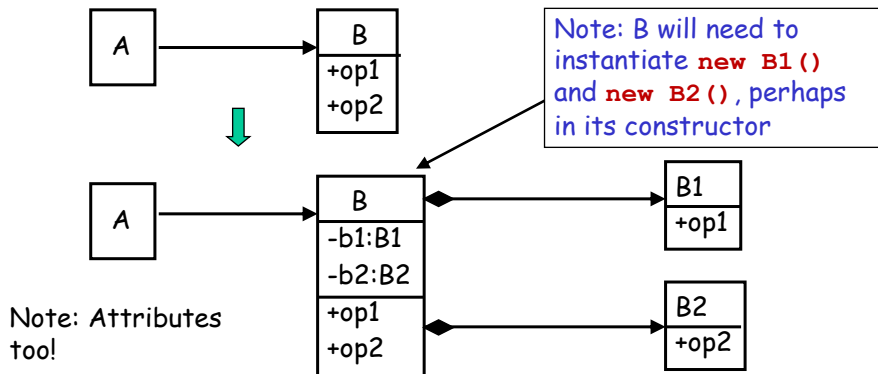 A
B
+op1
+op2
Note: B will need to
instantiate new B1()
and new B2(), perhaps
in its constructor
A
B
-b1:B1
-b2:B2
+op1
+op2
B1
+op1
B2
+op2
Note: Attributes
too!